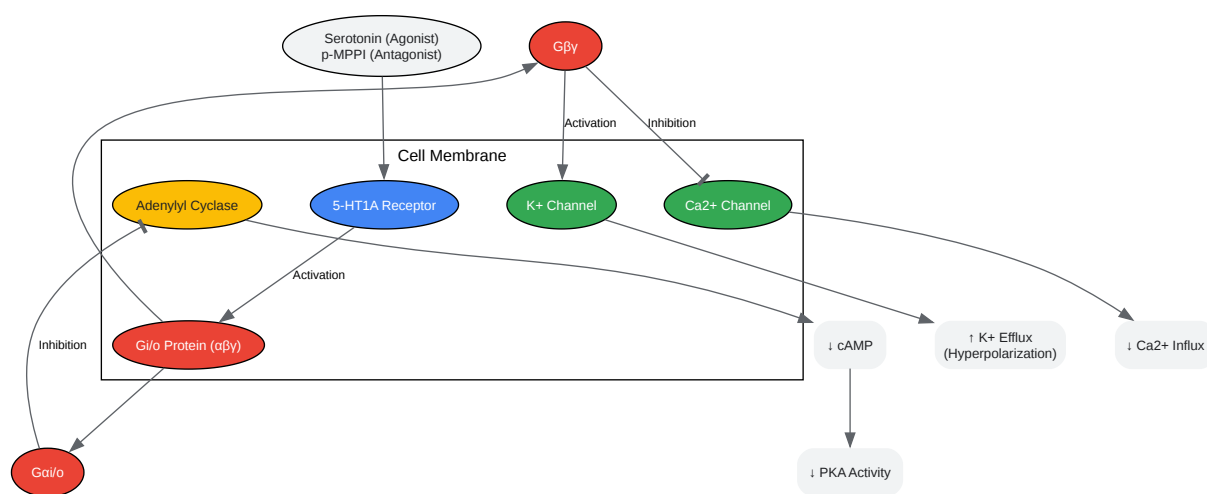 Serotonin (Agonist)
p-MPPI (Antagonist)
Gβγ
Activation
Inhibition
Cell Membrane
Adenylyl Cyclase
5-HT1A Receptor
K+ Channel
Ca2+ Channel
Activation
Inhibition
Gi/o Protein (αβγ)
↓ cAMP
↑ K+ Efflux
(Hyperpolarization)
↓ Ca2+ Influx
Gαi/o
↓ PKA Activity